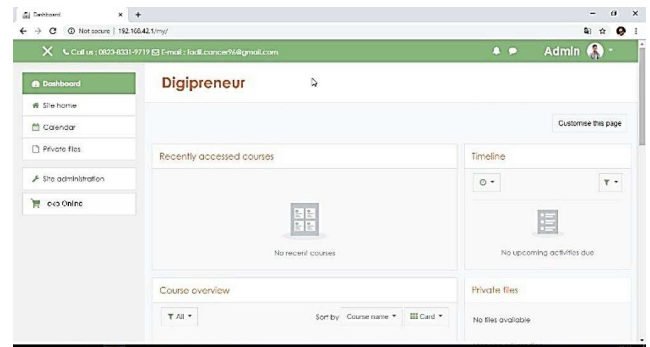 Dashboard
Not secure | 192.168.42.1/my/
Call us : 0823-8331-9719 E-mail : fadli.cancer96@gmail.com
Admin
Dashboard
Digipreneur
Site home
Calendar
Customise this page
Private files
Recently accessed courses
Timeline
Site administration
Online
No recent courses
No upcoming activities due
Course overview
Private files
All
Sort by
Course name
Card
No files available